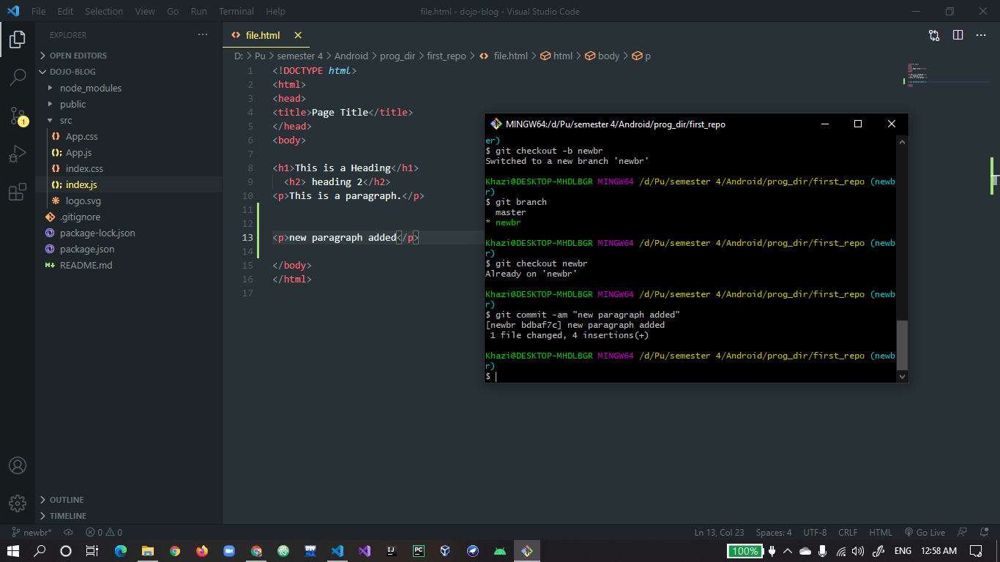 File Edit Selection View Go Run Terminal Help
file.html - dojo-blog - Visual Studio Code
EXPLORER
OPEN EDITORS
DOJO-BLOG
node_modules
public
src
App.css
App.js
index.css
index.js
logo.svg
.gitignore
package-lock.json
package.json
README.md
OUTLINE
TIMELINE
1
file.html
D: > Pu > semester 4 > Android > prog_dir > first_repo > file.html > html > body > p
1 <!DOCTYPE html>
2 <html>
3 <head>
4 <title>Page Title</title>
5 </head>
6 <body>
7
8 <h1>This is a Heading</h1>
9 <h2> heading 2</h2>
10 <p>This is a paragraph.</p>
11
12
13 <p>new paragraph added</p>
14
15 </body>
16 </html>
17
MINGW64:/d/Pu/semester 4/Android/prog_dir/first_repo
er)
$ git checkout -b newbr
Switched to a new branch 'newbr'
Khazi@DESKTOP-MHDLBGR MINGW64 /d/Pu/semester 4/Android/prog_dir/first_repo (newb
r)
$ git branch
master
* newbr
Khazi@DESKTOP-MHDLBGR MINGW64 /d/Pu/semester 4/Android/prog_dir/first_repo (newb
r)
$ git checkout newbr
Already on 'newbr'
Khazi@DESKTOP-MHDLBGR MINGW64 /d/Pu/semester 4/Android/prog_dir/first_repo (newb
r)
$ git commit -am "new paragraph added"
[newbr bdbaf7c] new paragraph added
1 file changed, 4 insertions(+)
Khazi@DESKTOP-MHDLBGR MINGW64 /d/Pu/semester 4/Android/prog_dir/first_repo (newb
r)
$
newbr* 0 0
Ln 13, Col 23 Spaces: 4 UTF-8 CRLF HTML Go Live
DEV
IJ
PC
100% ENG 12:58 AM